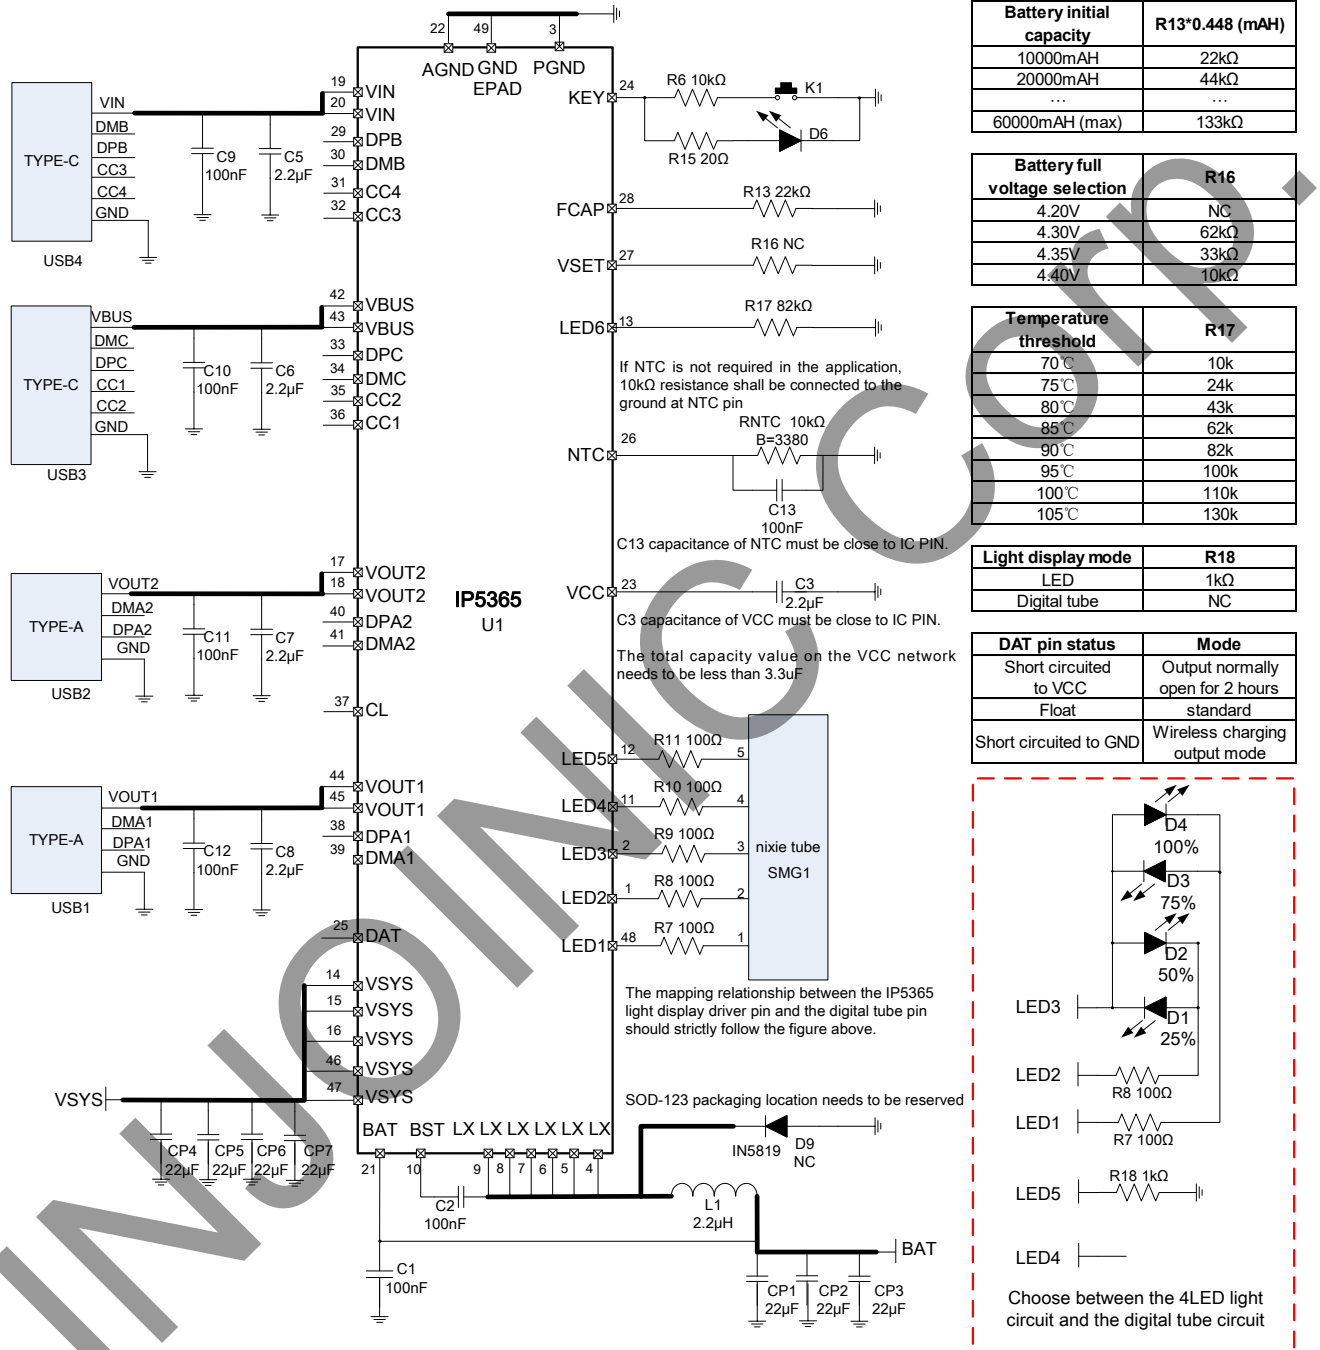 22
49
3
AGND
GND
EPAD
PGND
TYPE-C
USB4
VIN
DMB
DPB
CC3
CC4
GND
C9
100nF
C5
2.2µF
19 VIN
20 VIN
29 DPB
30 DMB
31 CC4
32 CC3
TYPE-C
USB3
VBUS
DMC
DPC
CC1
CC2
GND
C10
100nF
C6
2.2µF
42 VBUS
43 VBUS
33 DPC
34 DMC
35 CC2
36 CC1
TYPE-A
USB2
VOUT2
DMA2
DPA2
GND
C11
100nF
C7
2.2µF
17 VOUT2
18 VOUT2
40 DPA2
41 DMA2
37 CL
TYPE-A
USB1
VOUT1
DMA1
DPA1
GND
C12
100nF
C8
2.2µF
44 VOUT1
45 VOUT1
38 DPA1
39 DMA1
25 DAT
14 VSYS
15 VSYS
16 VSYS
46 VSYS
47 VSYS
VSYS
CP4
22µF
CP5
22µF
CP6
22µF
CP7
22µF
IP5365
U1
BAT BST LX LX LX LX LX LX
21 10 9 8 7 6 5 4
C2
100nF
C1
100nF
L1
2.2µH
BAT
CP1
22µF
CP2
22µF
CP3
22µF
SOD-123 packaging location needs to be reserved
IN5819
D9
NC
KEY 24
R6 10kΩ
K1
R15 20Ω
D6
FCAP 28
R13 22kΩ
VSET 27
R16 NC
LED6 13
R17 82kΩ
If NTC is not required in the application,
10kΩ resistance shall be connected to the
ground at NTC pin
NTC 26
RNTC 10kΩ
B=3380
C13
100nF
C13 capacitance of NTC must be close to IC PIN.
VCC 23
C3
2.2µF
C3 capacitance of VCC must be close to IC PIN.
The total capacity value on the VCC network
needs to be less than 3.3uF
LED5 12 R11 100Ω 5
LED4 11 R10 100Ω 4
LED3 2 R9 100Ω 3
LED2 1 R8 100Ω 2
LED1 48 R7 100Ω 1
nixie tube
SMG1
The mapping relationship between the IP5365
light display driver pin and the digital tube pin
should strictly follow the figure above.
Battery initial
capacity
R13*0.448 (mAH)
10000mAH 22kΩ
20000mAH 44kΩ
... ...
60000mAH (max) 133kΩ
Battery full
voltage selection
R16
4.20V NC
4.30V 62kΩ
4.35V 33kΩ
4.40V 10kΩ
Temperature
threshold
R17
70℃ 10k
75℃ 24k
80℃ 43k
85℃ 62k
90℃ 82k
95℃ 100k
100℃ 110k
105℃ 130k
Light display mode R18
LED 1kΩ
Digital tube NC
DAT pin status Mode
Short circuited
to VCC
Output normally
open for 2 hours
Float standard
Short circuited to GND
Wireless charging
output mode
D4
100%
D3
75%
D2
50%
D1
25%
LED3
LED2
R8 100Ω
LED1
R7 100Ω
LED5
R18 1kΩ
LED4
Choose between the 4LED light
circuit and the digital tube circuit
INJOINIC Corp.